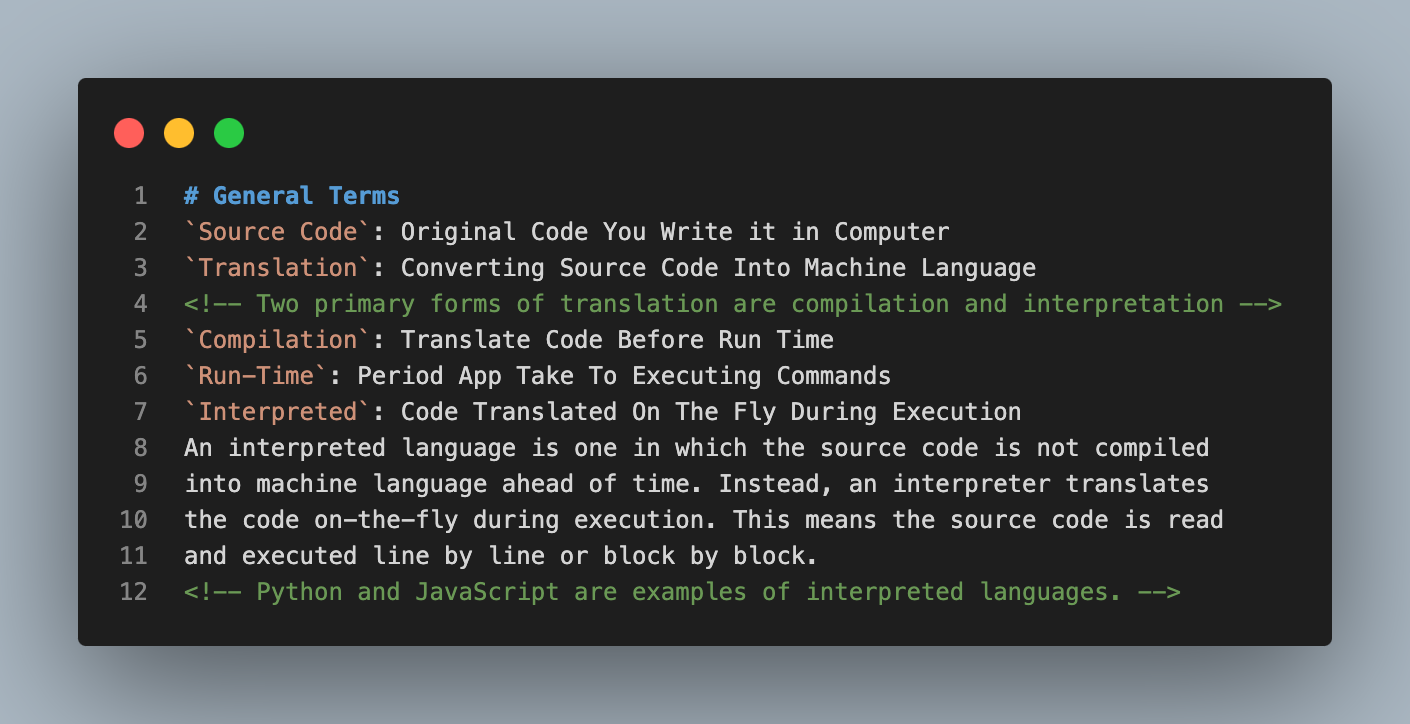 1 # General Terms
2 `Source Code`: Original Code You Write it in Computer
3 `Translation`: Converting Source Code Into Machine Language
4 <!-- Two primary forms of translation are compilation and interpretation -->
5 `Compilation`: Translate Code Before Run Time
6 `Run-Time`: Period App Take To Executing Commands
7 `Interpreted`: Code Translated On The Fly During Execution
8 An interpreted language is one in which the source code is not compiled
9 into machine language ahead of time. Instead, an interpreter translates
10 the code on-the-fly during execution. This means the source code is read
11 and executed line by line or block by block.
12 <!-- Python and JavaScript are examples of interpreted languages. -->